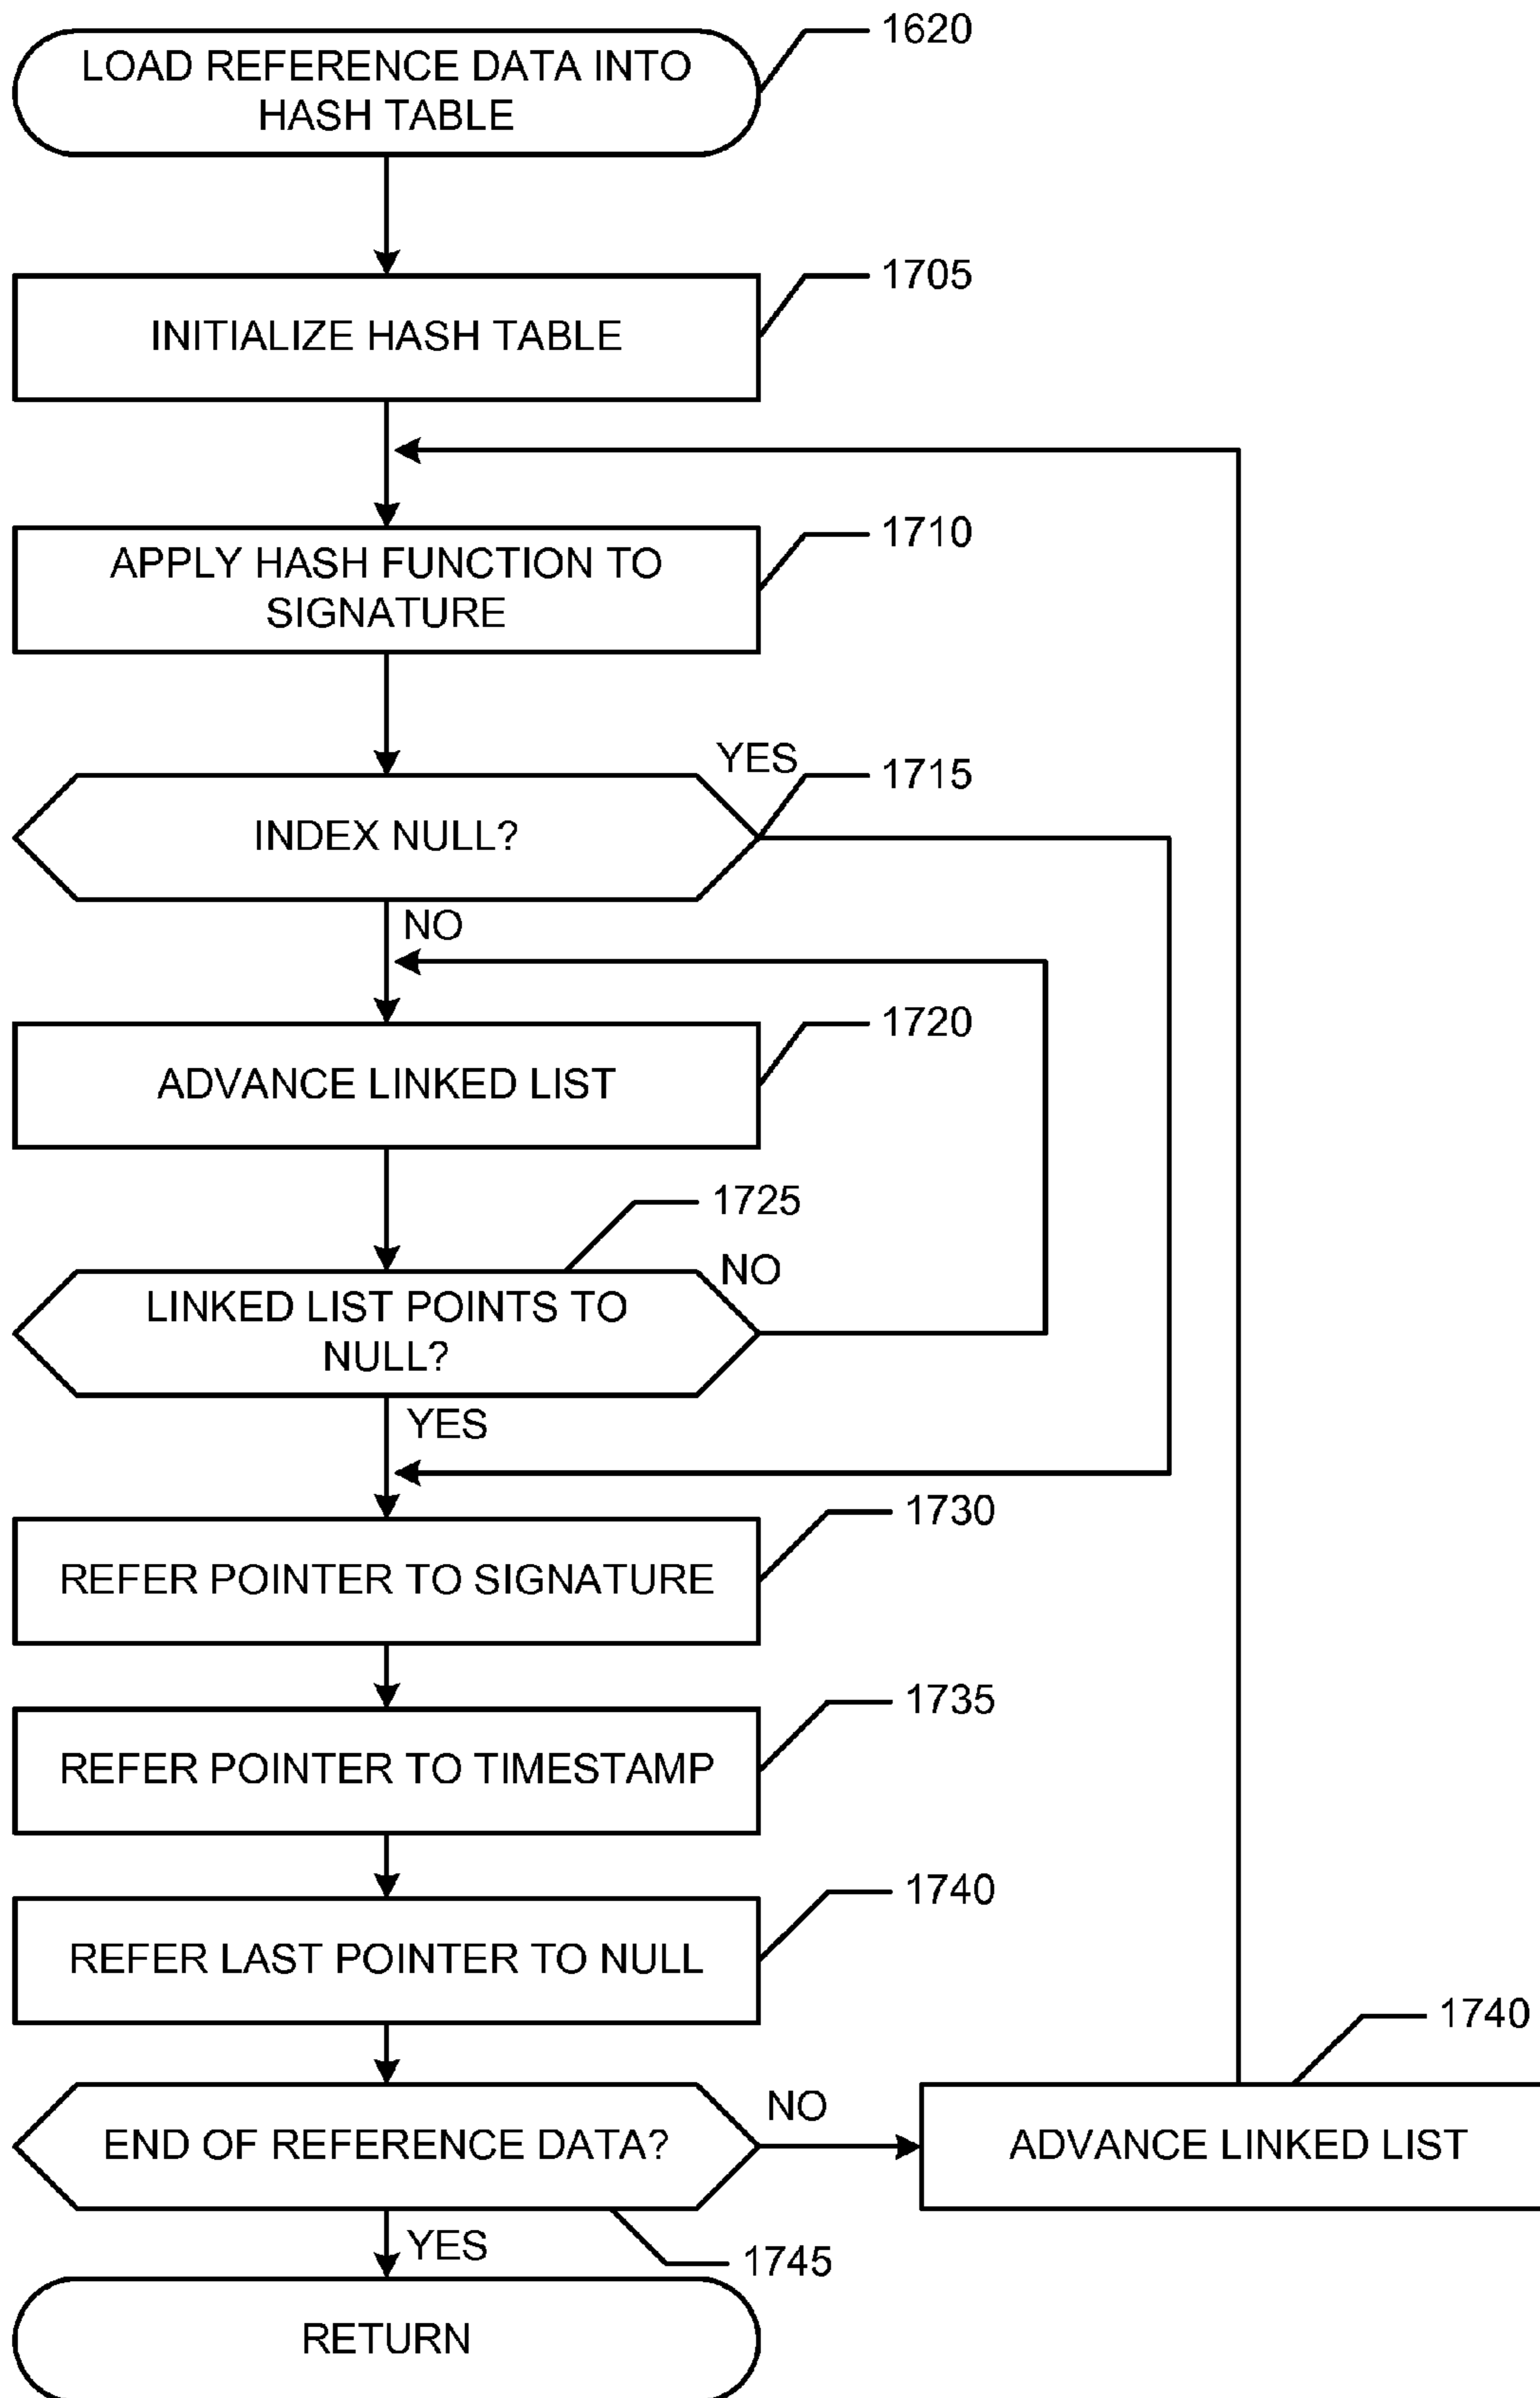 1620
LOAD REFERENCE DATA INTO
HASH TABLE
1705
INITIALIZE HASH TABLE
1710
APPLY HASH FUNCTION TO
SIGNATURE
YES
1715
INDEX NULL?
NO
1720
ADVANCE LINKED LIST
1725
NO
LINKED LIST POINTS TO
NULL?
YES
1730
REFER POINTER TO SIGNATURE
1735
REFER POINTER TO TIMESTAMP
1740
REFER LAST POINTER TO NULL
1740
NO
END OF REFERENCE DATA?
ADVANCE LINKED LIST
YES
1745
RETURN